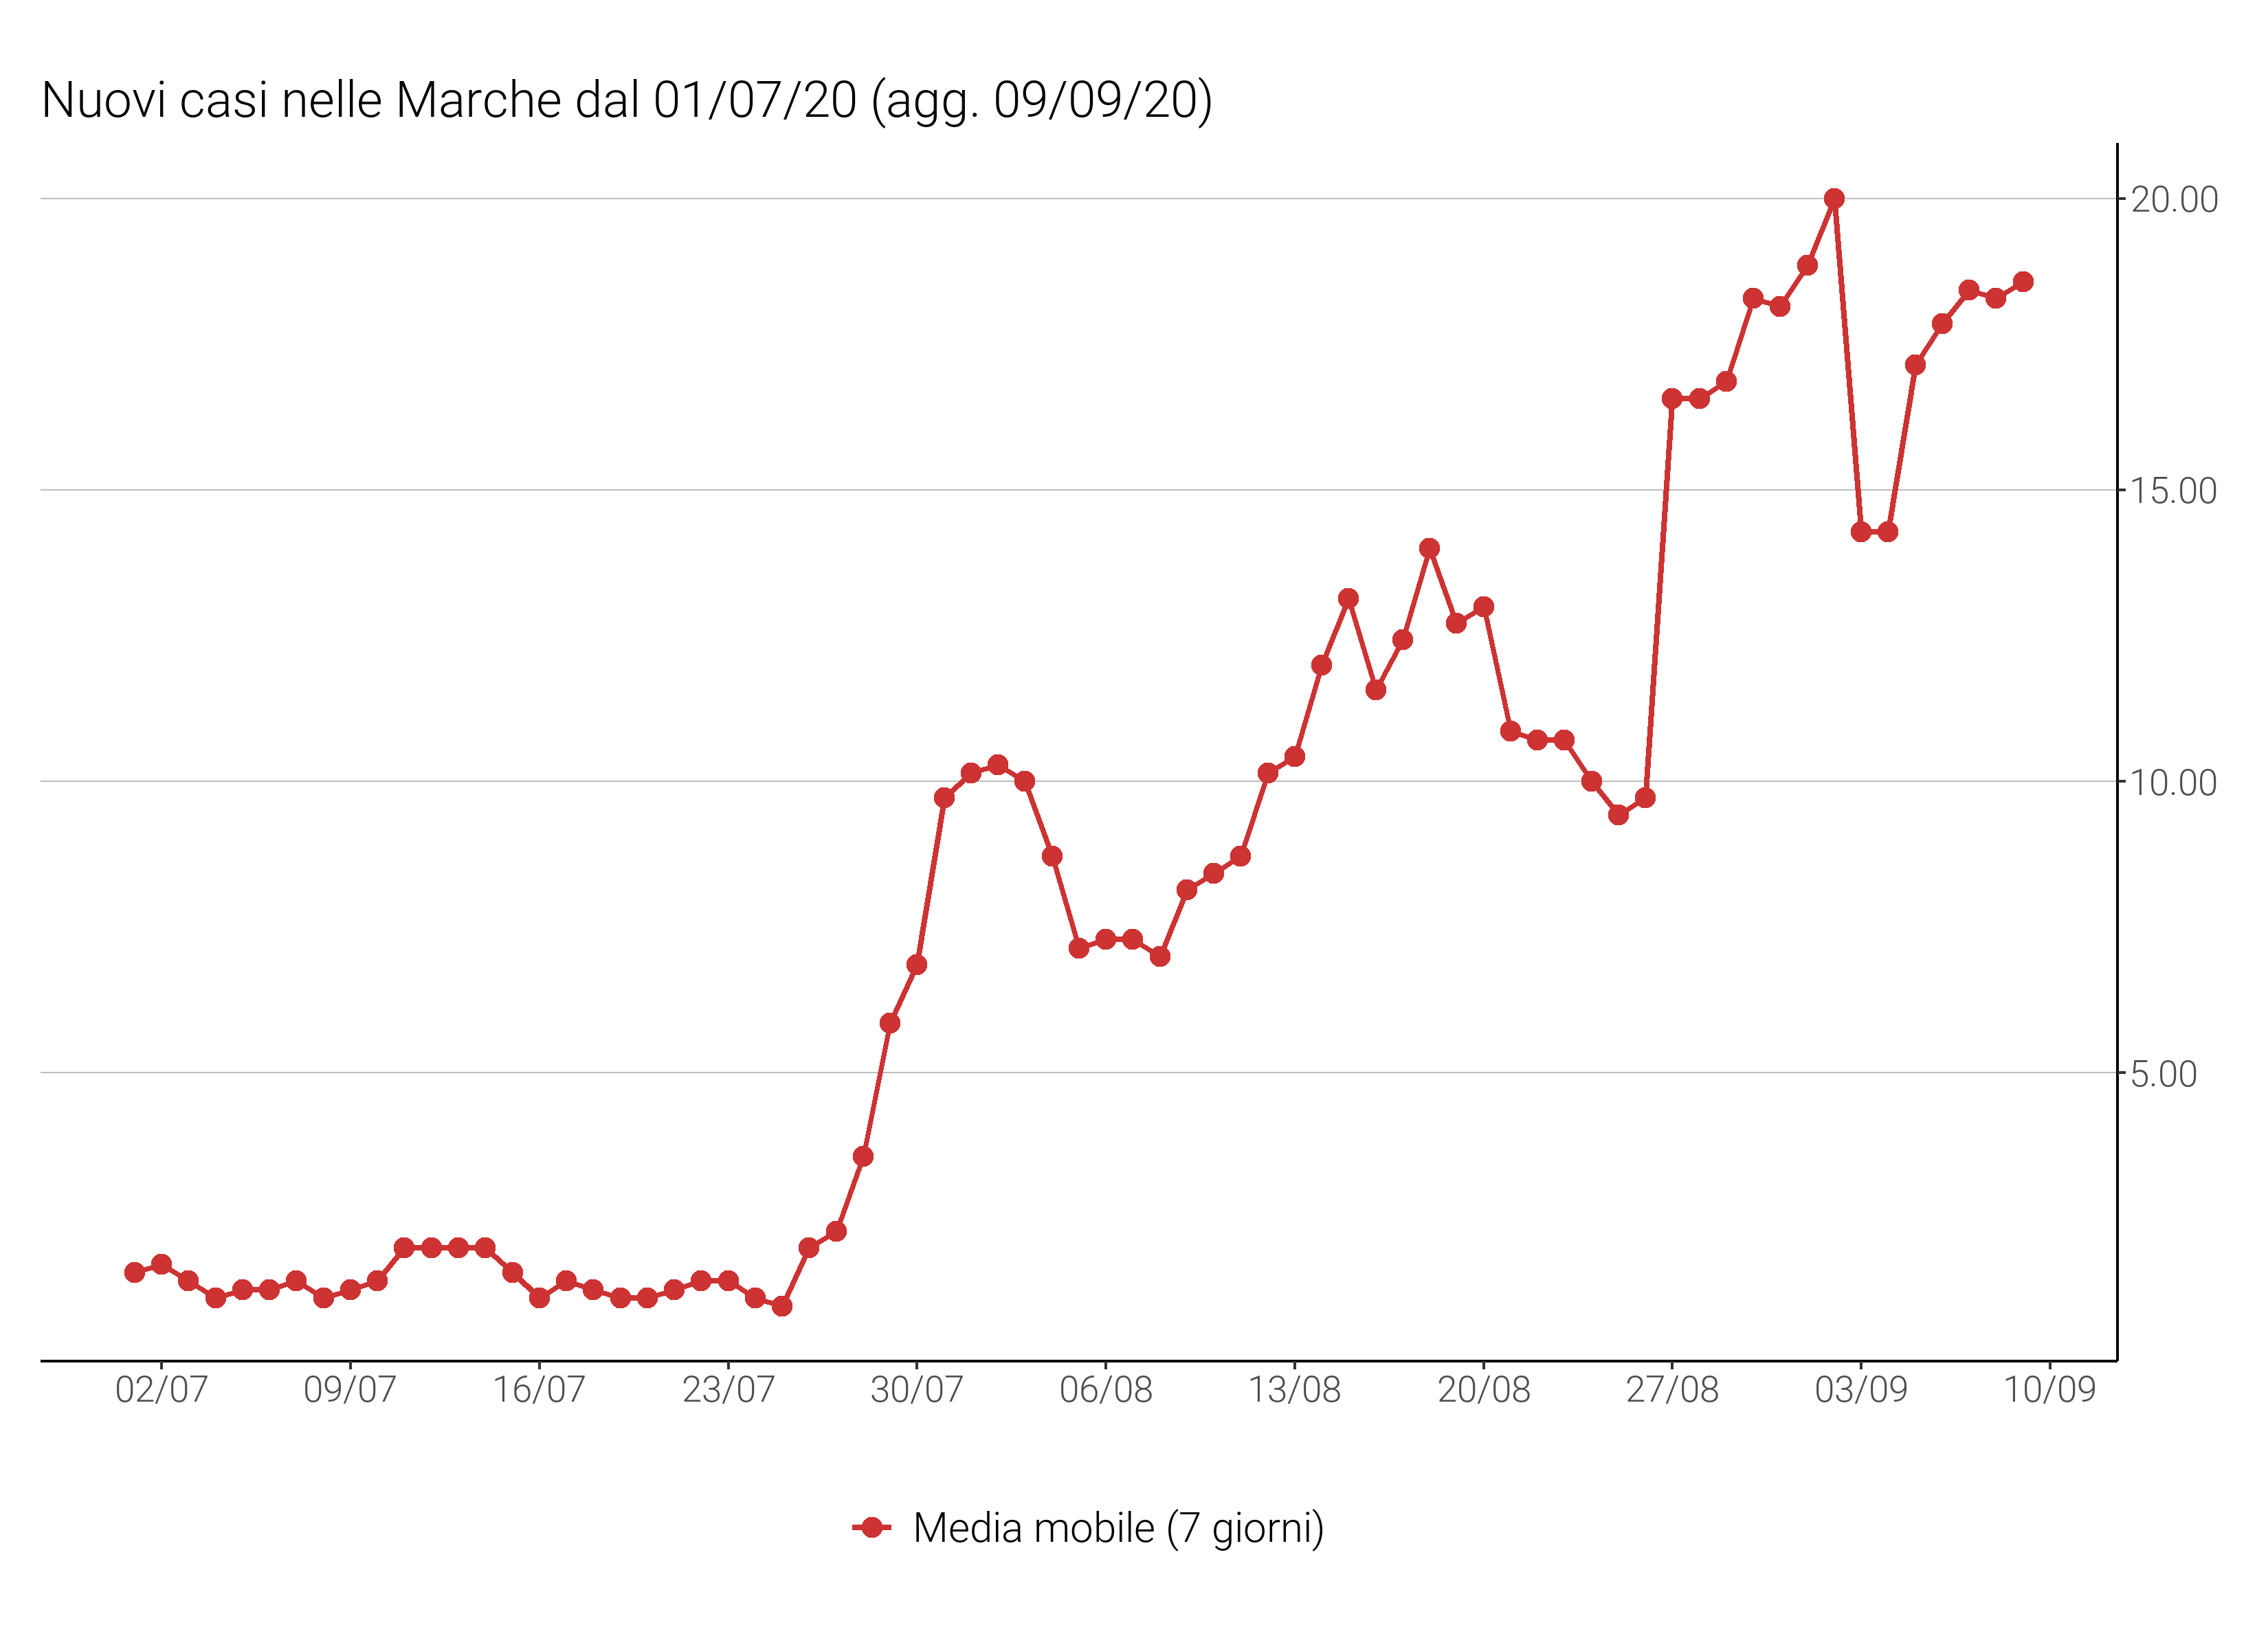 Nuovi casi nelle Marche dal 01/07/20 (agg. 09/09/20)
20.00
15.00
10.00
5.00
02/07 09/07 16/07 23/07 30/07 06/08 13/08 20/08 27/08 03/09 10/09
Media mobile (7 giorni)